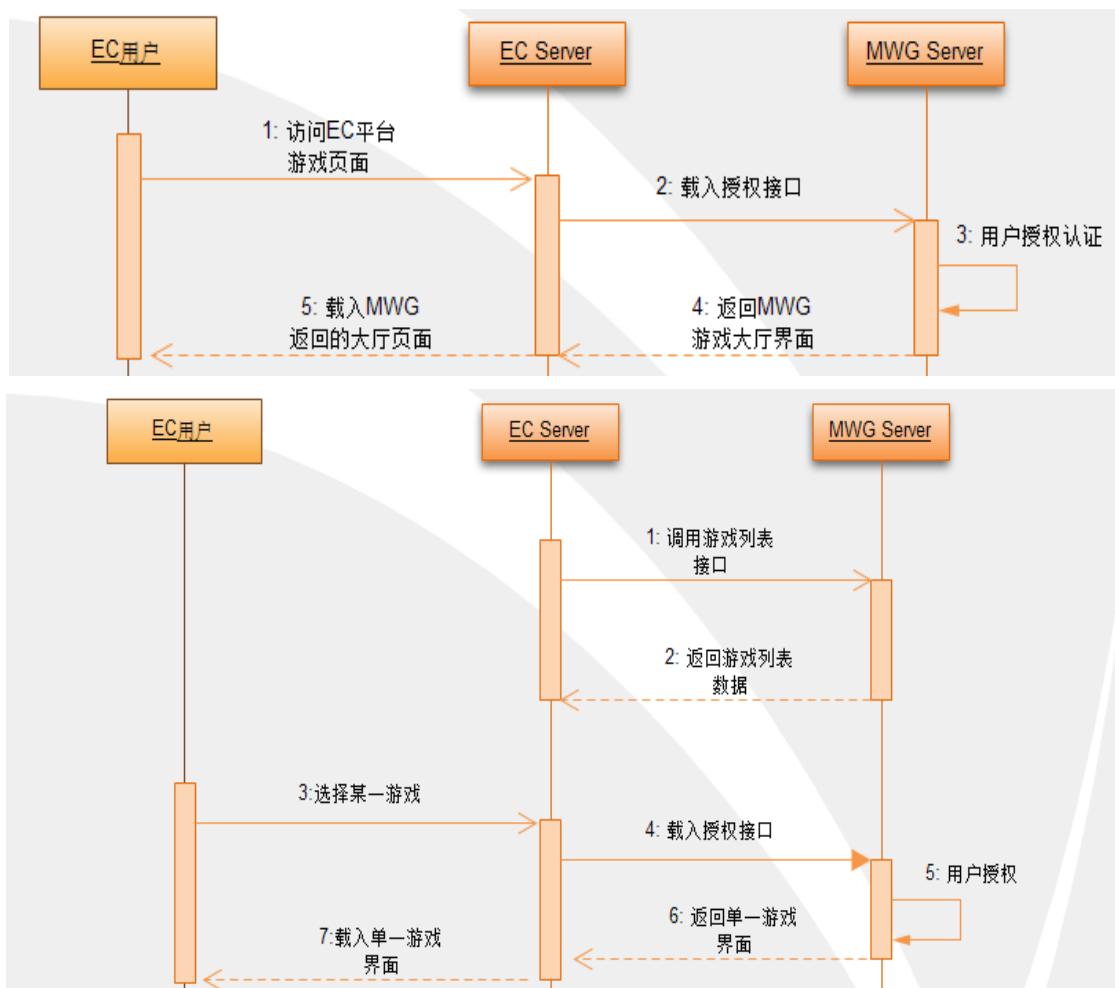 EC用户
EC Server
MWG Server
1: 访问EC平台
游戏页面
2: 载入授权接口
3: 用户授权认证
5: 载入MWG
返回的大厅页面
4: 返回MWG
游戏大厅界面
EC用户
EC Server
MWG Server
1: 调用游戏列表
接口
2: 返回游戏列表
数据
3:选择某一游戏
4: 载入授权接口
5: 用户授权
6: 返回单一游戏
界面
7:载入单一游戏
界面